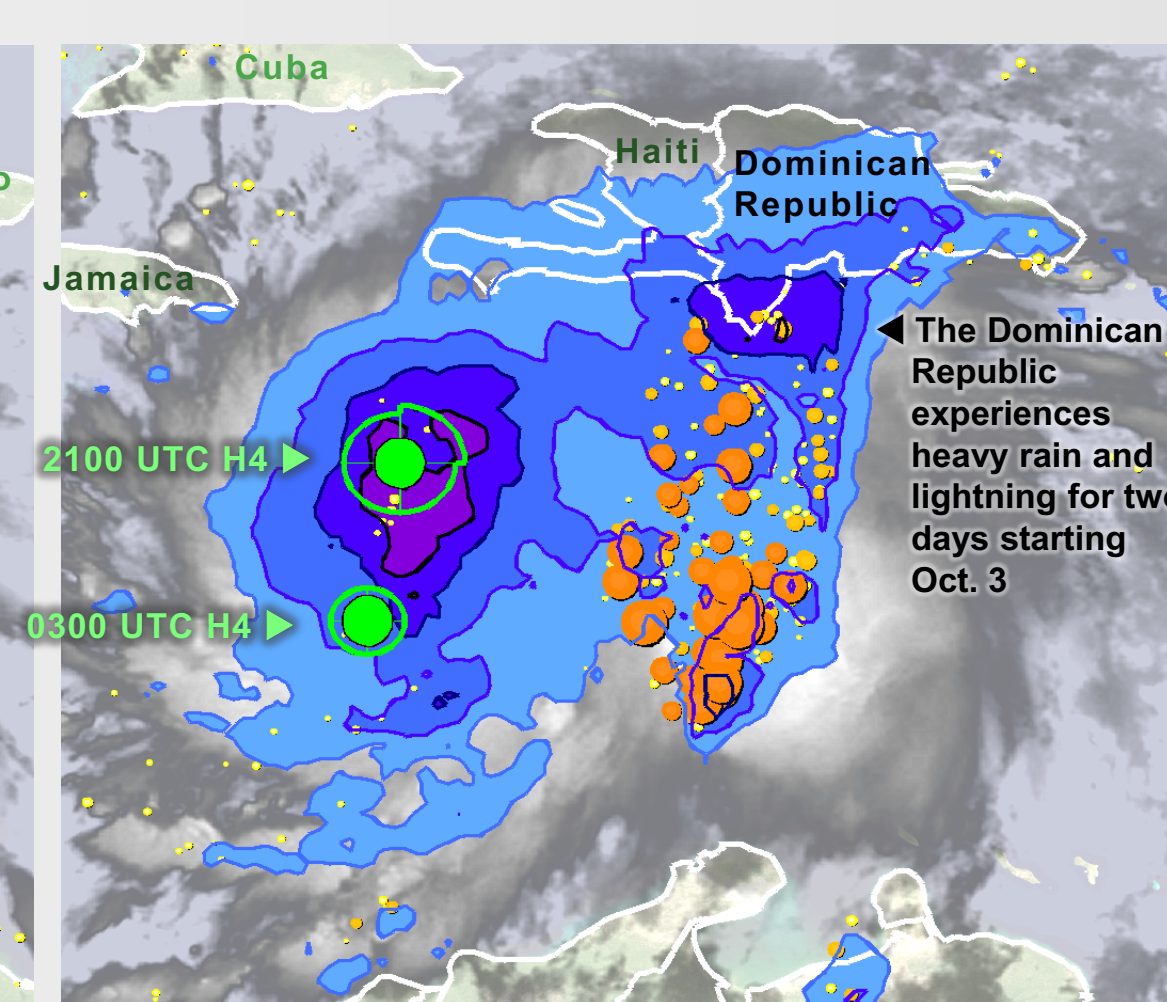 Cuba
Haiti
Dominican
Republic
Jamaica
The Dominican
Republic
experiences
heavy rain and
lightning for
days starting
Oct. 3
2100 UTC H4
0300 UTC H4